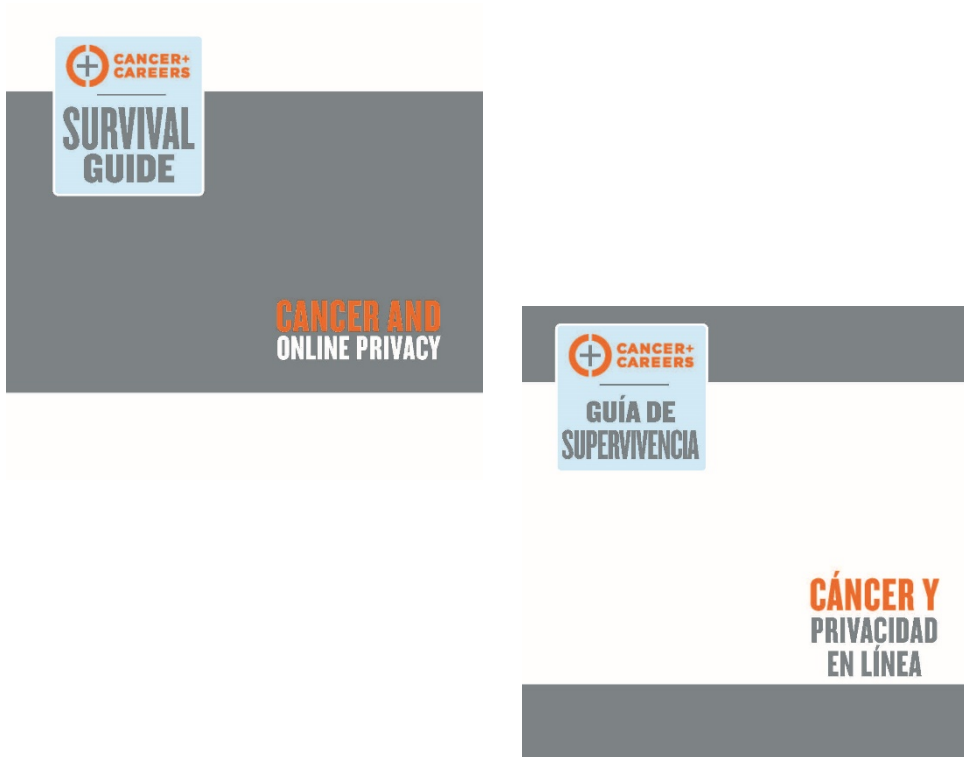 CANCER+
CAREERS
SURVIVAL
GUIDE
CANCER AND
ONLINE PRIVACY
CANCER+
CAREERS
GUÍA DE
SUPERVIVENCIA
CÁNCER Y
PRIVACIDAD
EN LÍNEA